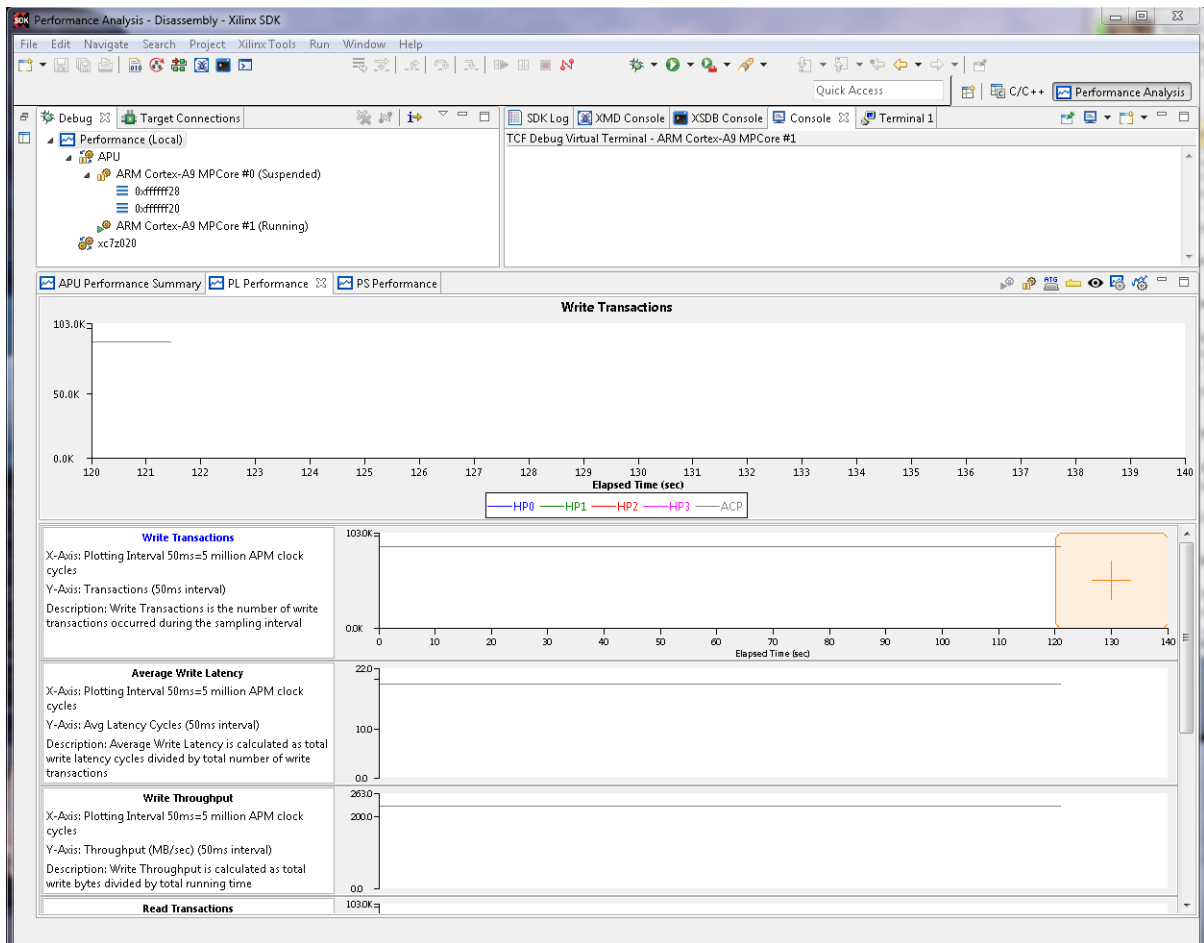 Performance Analysis - Disassembly - Xilinx SDK
File Edit Navigate Search Project Xilinx Tools Run Window Help
Quick Access
C/C++
Performance Analysis
Debug
Target Connections
Performance (Local)
APU
ARM Cortex-A9 MPCore #0 (Suspended)
0xffffff28
0xffffff20
ARM Cortex-A9 MPCore #1 (Running)
xc7z020
SDK Log
XMD Console
XSDB Console
Console
Terminal 1
TCF Debug Virtual Terminal - ARM Cortex-A9 MPCore #1
APU Performance Summary
PL Performance
PS Performance
ATG
Write Transactions
103.0K
50.0K
0.0K
120 121 122 123 124 125 126 127 128 129 130 131 132 133 134 135 136 137 138 139 140
Elapsed Time (sec)
HP0 HP1 HP2 HP3 ACP
Write Transactions
X-Axis: Plotting Interval 50ms=5 million APM clock
cycles
Y-Axis: Transactions (50ms interval)
Description: Write Transactions is the number of write
transactions occurred during the sampling interval
103.0K
0.0K
0 10 20 30 40 50 60 70 80 90 100 110 120 130 140
Elapsed Time (sec)
Average Write Latency
X-Axis: Plotting Interval 50ms=5 million APM clock
cycles
Y-Axis: Avg Latency Cycles (50ms interval)
Description: Average Write Latency is calculated as total
write latency cycles divided by total number of write
transactions
22.0
10.0
0.0
Write Throughput
X-Axis: Plotting Interval 50ms=5 million APM clock
cycles
Y-Axis: Throughput (MB/sec) (50ms interval)
Description: Write Throughput is calculated as total
write bytes divided by total running time
263.0
200.0
0.0
Read Transactions
103.0K